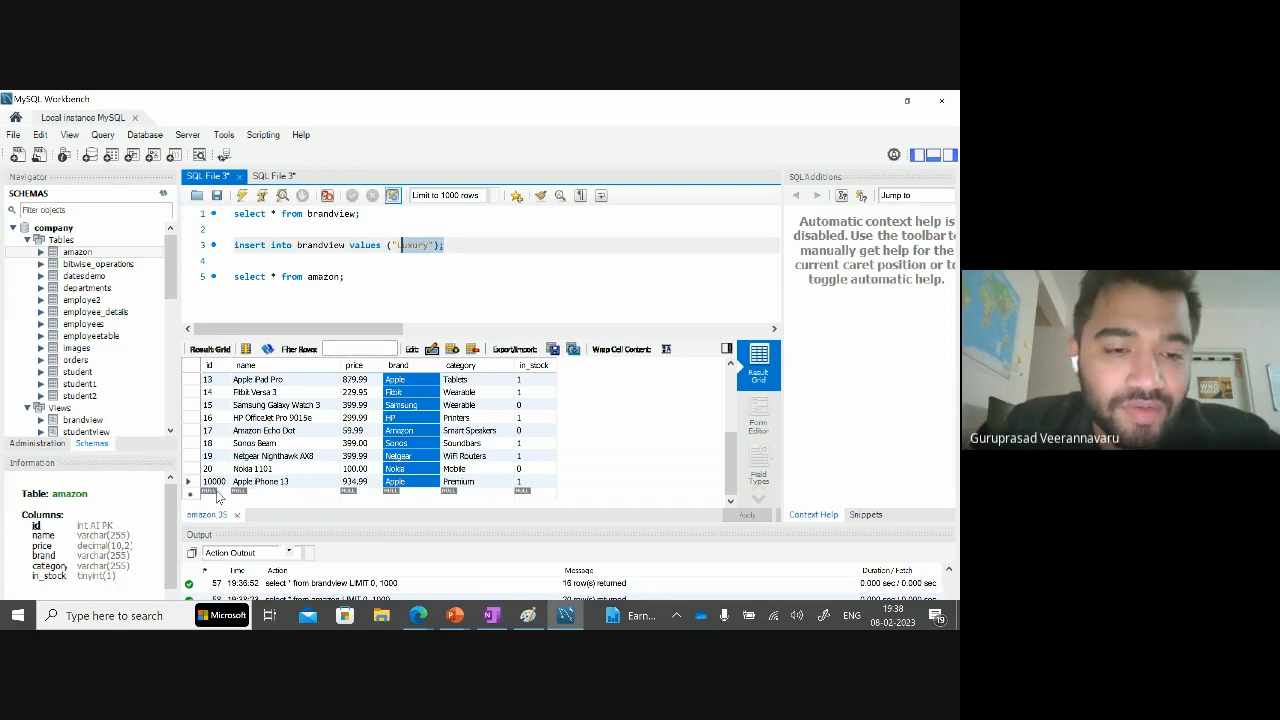 MySQL Workbench
Local instance MySQL
File Edit View Query Database Server Tools Scripting Help
Navigator
SCHEMAS
Filter objects
company
Tables
amazon
bitwise_operations
datesdemo
departments
employe2
employee_details
employees
employeetable
images
orders
student
student1
student2
Views
brandview
studentview
Administration Schemas
Information
Table: amazon
Columns:
id int AI PK
name varchar(255)
price decimal(10,2)
brand varchar(255)
category varchar(255)
in_stock tinyint(1)
SQL File 3* SQL File 3*
Limit to 1000 rows
1 select * from brandview;
2
3 insert into brandview values ("Luxury");
4
5 select * from amazon;
Result Grid Filter Rows: Edit: Export/Import: Wrap Cell Content:
id name price brand category in_stock
13 Apple iPad Pro 879.99 Apple Tablets 1
14 Fitbit Versa 3 229.95 Fitbit Wearable 1
15 Samsung Galaxy Watch 3 399.99 Samsung Wearable 0
16 HP OfficeJet Pro 9015e 299.99 HP Printers 1
17 Amazon Echo Dot 59.99 Amazon Smart Speakers 0
18 Sonos Beam 399.00 Sonos Soundbars 1
19 Netgear Nighthawk AX8 399.99 Netgear WiFi Routers 1
20 Nokia 1101 100.00 Nokia Mobile 0
10000 Apple iPhone 13 934.99 Apple Premium 1
NULL NULL NULL NULL NULL NULL
Result
Grid
Form
Editor
Field
Types
amazon 35
Apply
Output
Action Output
# Time Action Message Duration / Fetch
57 19:36:52 select * from brandview LIMIT 0, 1000 16 row(s) returned 0.000 sec / 0.000 sec
SQLAdditions
Jump to
Automatic context help is
disabled. Use the toolbar to
manually get help for the
current caret position or to
toggle automatic help.
Context Help Snippets
Guruprasad Veerannavaru
Type here to search
Microsoft
Earn...
ENG
19:38
08-02-2023
19